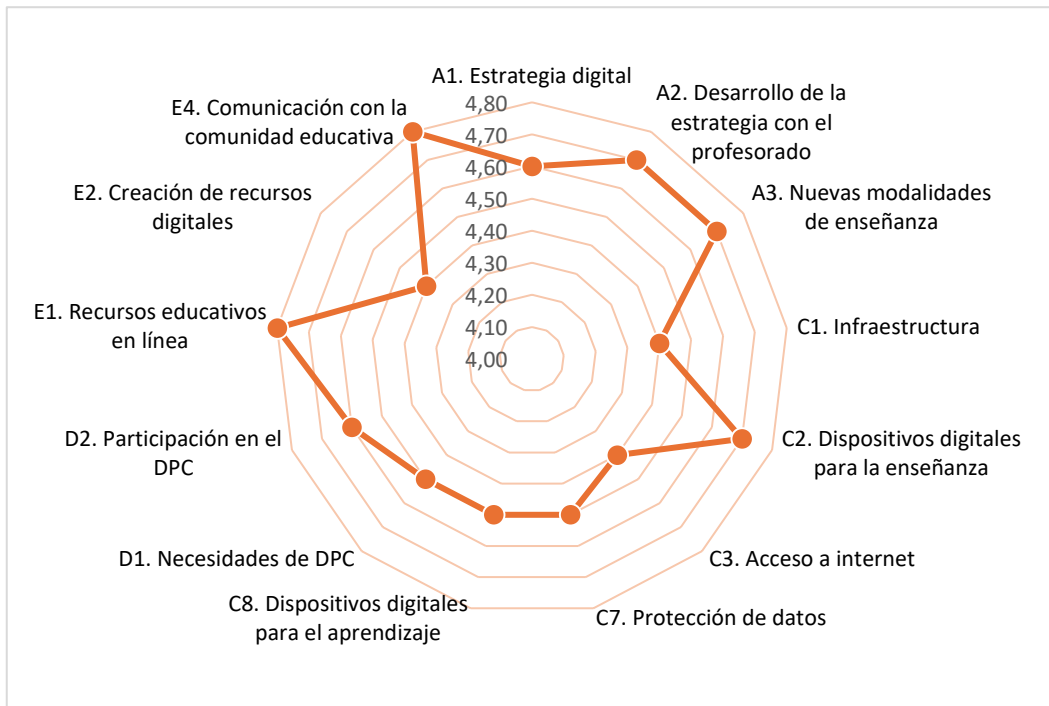 A1. Estrategia digital
A2. Desarrollo de la
estrategia con el
profesorado
A3. Nuevas modalidades
de enseñanza
C1. Infraestructura
C2. Dispositivos digitales
para la enseñanza
C3. Acceso a internet
C7. Protección de datos
C8. Dispositivos digitales
para el aprendizaje
D1. Necesidades de DPC
D2. Participación en el
DPC
E1. Recursos educativos
en línea
E2. Creación de recursos
digitales
E4. Comunicación con la
comunidad educativa
4,80
4,70
4,60
4,50
4,40
4,30
4,20
4,10
4,00